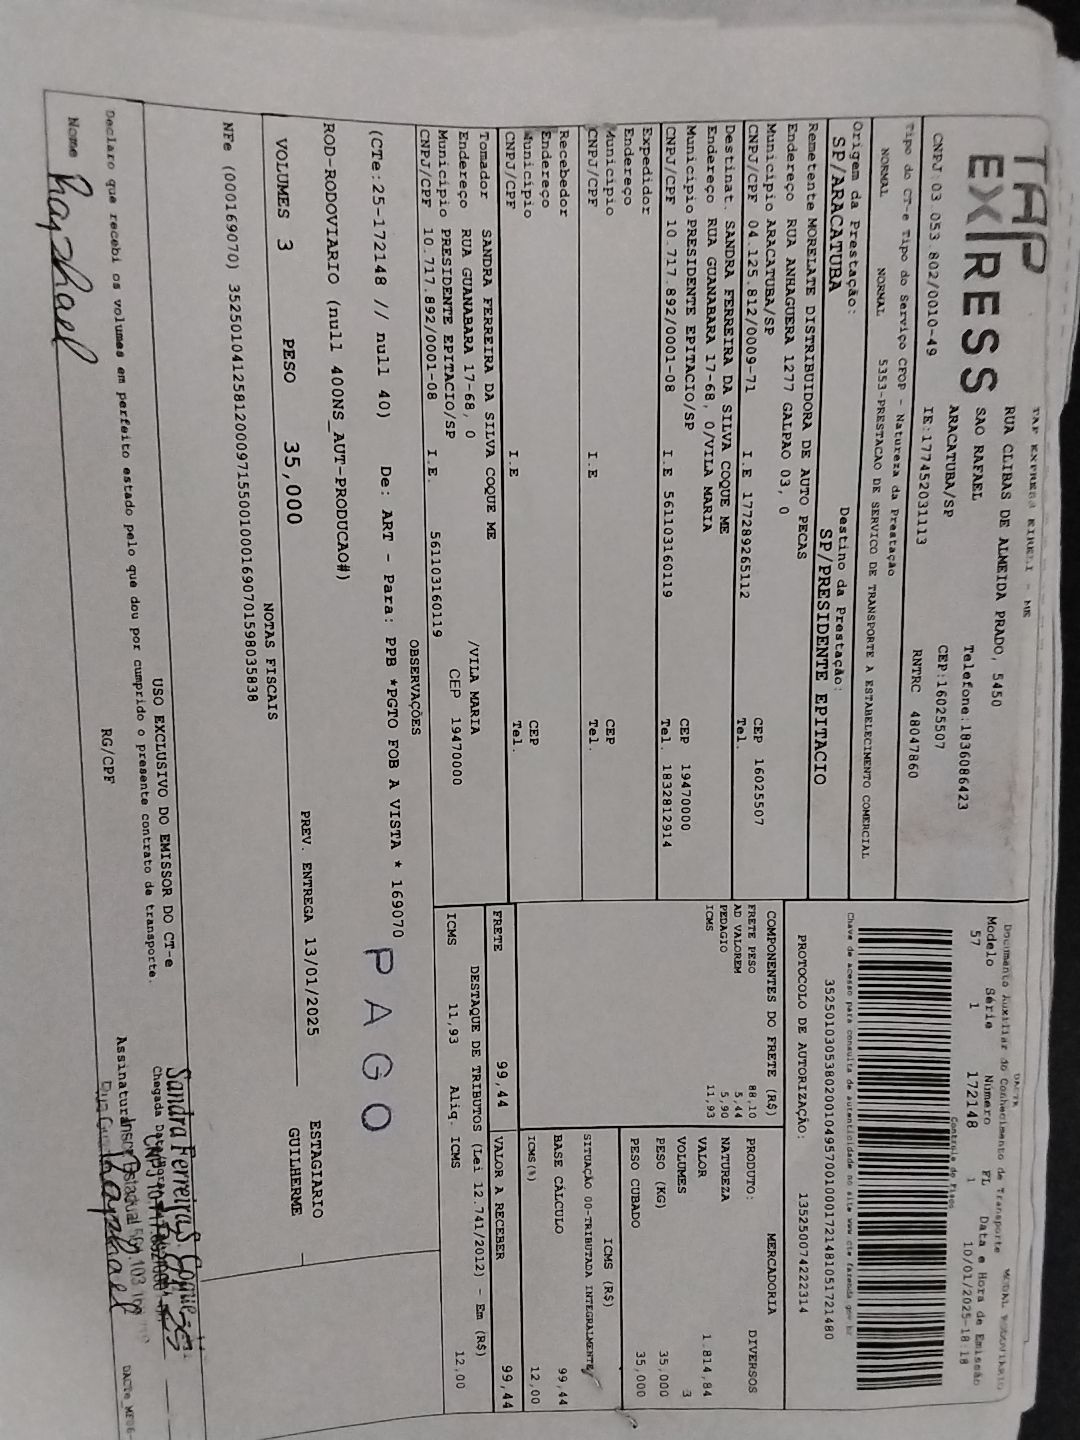 TAP EXPRESS
TAP EXPRESS EIRELI - ME
RUA CLIBAS DE ALMEIDA PRADO, 5450
SAO RAFAEL
ARACATUBA/SP
Telefone:1836086423
CEP:16025507
CNPJ 03.053.802/0010-49 IE:177452031113 RNTRC 48047860
Tipo do CT-e Tipo do Serviço CFOP - Natureza da Prestação
NORMAL NORMAL 5353-PRESTACAO DE SERVICO DE TRANSPORTE A ESTABELECIMENTO COMERCIAL
Origem da Prestação: Destino da Prestação:
SP/ARACATUBA SP/PRESIDENTE EPITACIO
Remetente MORELATE DISTRIBUIDORA DE AUTO PECAS
Endereço RUA ANHAGUERA 1277 GALPAO 03, 0
Município ARACATUBA/SP CEP 16025507
CNPJ/CPF 04.125.812/0009-71 I.E 177289265112 Tel.
Destinat. SANDRA FERREIRA DA SILVA COQUE ME
Endereço RUA GUANABARA 17-68, 0/VILA MARIA
Município PRESIDENTE EPITACIO/SP CEP 19470000
CNPJ/CPF 10.717.892/0001-08 I.E 561103160119 Tel. 1832812914
Expedidor
Endereço
Município CEP
CNPJ/CPF I.E Tel.
Recebedor
Endereço
Município CEP
CNPJ/CPF I.E Tel.
Tomador SANDRA FERREIRA DA SILVA COQUE ME
Endereço RUA GUANABARA 17-68, 0 /VILA MARIA
Município PRESIDENTE EPITACIO/SP CEP 19470000
CNPJ/CPF 10.717.892/0001-08 I.E. 561103160119
Documento Auxiliar do Conhecimento de Transporte
DACTE
MODAL RODOVIARIO
Modelo Série Número FL Data e Hora de Emissão
57 1 172148 1 10/01/2025-18:18
Controle do Fisco
Chave de acesso para consulta de autenticidade no site www.cte.fazenda.gov.br
35250103053802001049570010001721481051721480
PROTOCOLO DE AUTORIZAÇÃO: 135250074222314
COMPONENTES DO FRETE (R$)
FRETE PESO 88,10
AD VALOREM 5,44
PEDAGIO 5,90
ICMS 11,93
FRETE 99,44
MERCADORIA
PRODUTO: DIVERSOS
NATUREZA
VALOR 1.814,84
VOLUMES 3
PESO (KG) 35,000
PESO CUBADO 35,000
ICMS (R$)
SITUAÇÃO 00-TRIBUTADA INTEGRALMENTE
BASE CÁLCULO 99,44
ICMS(%) 12,00
VALOR A RECEBER 99,44
DESTAQUE DE TRIBUTOS (Lei 12.741/2012) - Em (R$)
ICMS 11,93 Aliq. ICMS 12,00
OBSERVAÇÕES
(CTe:25-172148 // null 40) De: ART - Para: PPB *PGTO FOB A VISTA * 169070
ROD-RODOVIARIO (null 400NS_AUT-PRODUCAO#)
PAGO
VOLUMES 3 PESO 35,000 PREV. ENTREGA 13/01/2025 ESTAGIARIO
GUILHERME
NOTAS FISCAIS
NFe (000169070) 35250104125812000971550010001690701598035838
USO EXCLUSIVO DO EMISSOR DO CT-e
Declaro que recebi os volumes em perfeito estado pelo que dou por cumprido o presente contrato de transporte.
Nome Rayphael RG/CPF Assinatura
Sandra Ferreira S. Coque
Chegada Data/Hora
Rayphael